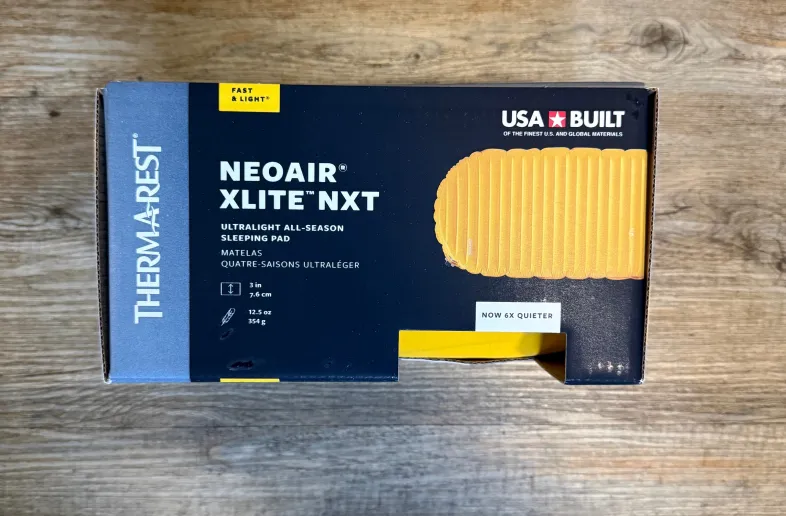 THERM-A-REST®
FAST
& LIGHT®
NEOAIR®
XLITE™ NXT
ULTRALIGHT ALL-SEASON
SLEEPING PAD
MATELAS
QUATRE-SAISONS ULTRALÉGER
3 in
7.6 cm
12.5 oz
354 g
USA BUILT
OF THE FINEST U.S. AND GLOBAL MATERIALS
NOW 6X QUIETER